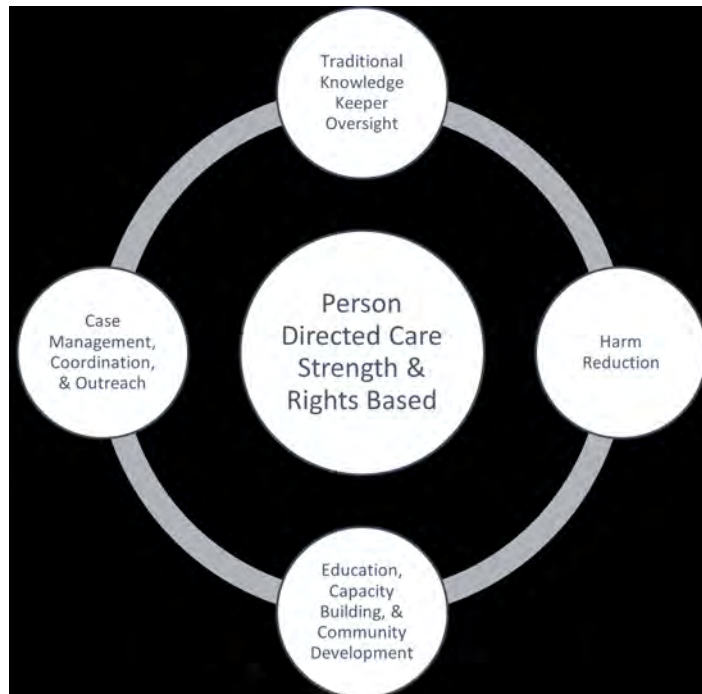 Traditional
Knowledge
Keeper
Oversight
Case
Management,
Coordination,
& Outreach
Person
Directed Care
Strength &
Rights Based
Harm
Reduction
Education,
Capacity
Building, &
Community
Development